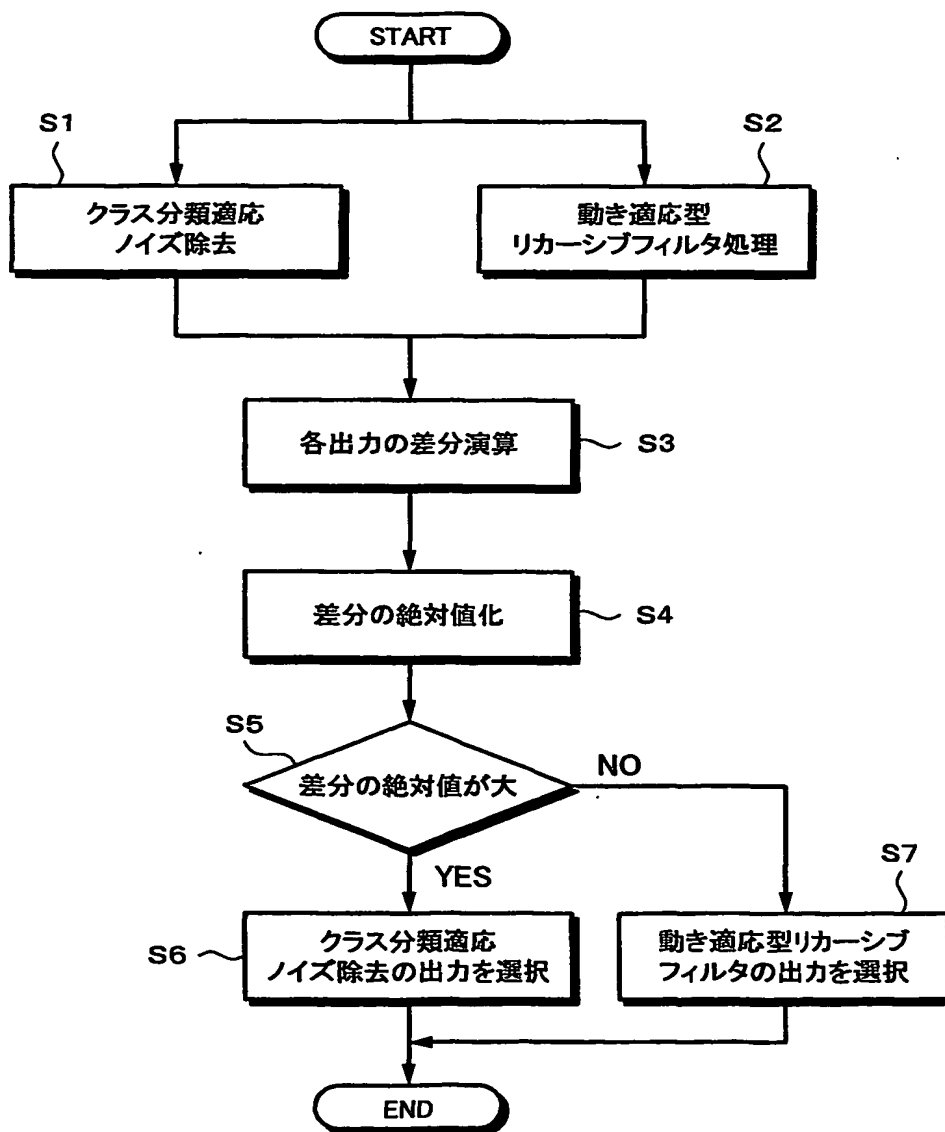 START
S1
S2
クラス分類適応
ノイズ除去
動き適応型
リカーシブフィルタ処理
各出力の差分演算
S3
差分の絶対値化
S4
S5
差分の絶対値が大
NO
YES
S7
S6
クラス分類適応
ノイズ除去の出力を選択
動き適応型リカーシブ
フィルタの出力を選択
END